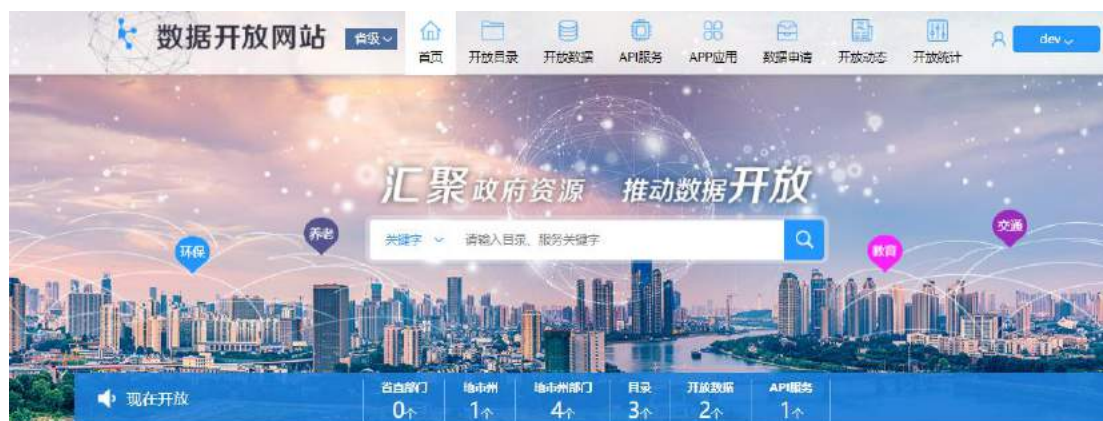 数据开放网站 省级
首页 开放目录 开放数据 API服务 APP应用 数据申请 开放动态 开放统计 dev
汇聚政府资源 推动数据开放
关键字 请输入目录、服务关键字
环保
养老
教育
交通
现在开放
省直部门 地市州 地市州部门 目录 开放数据 API服务
0个 1个 4个 3个 2个 1个